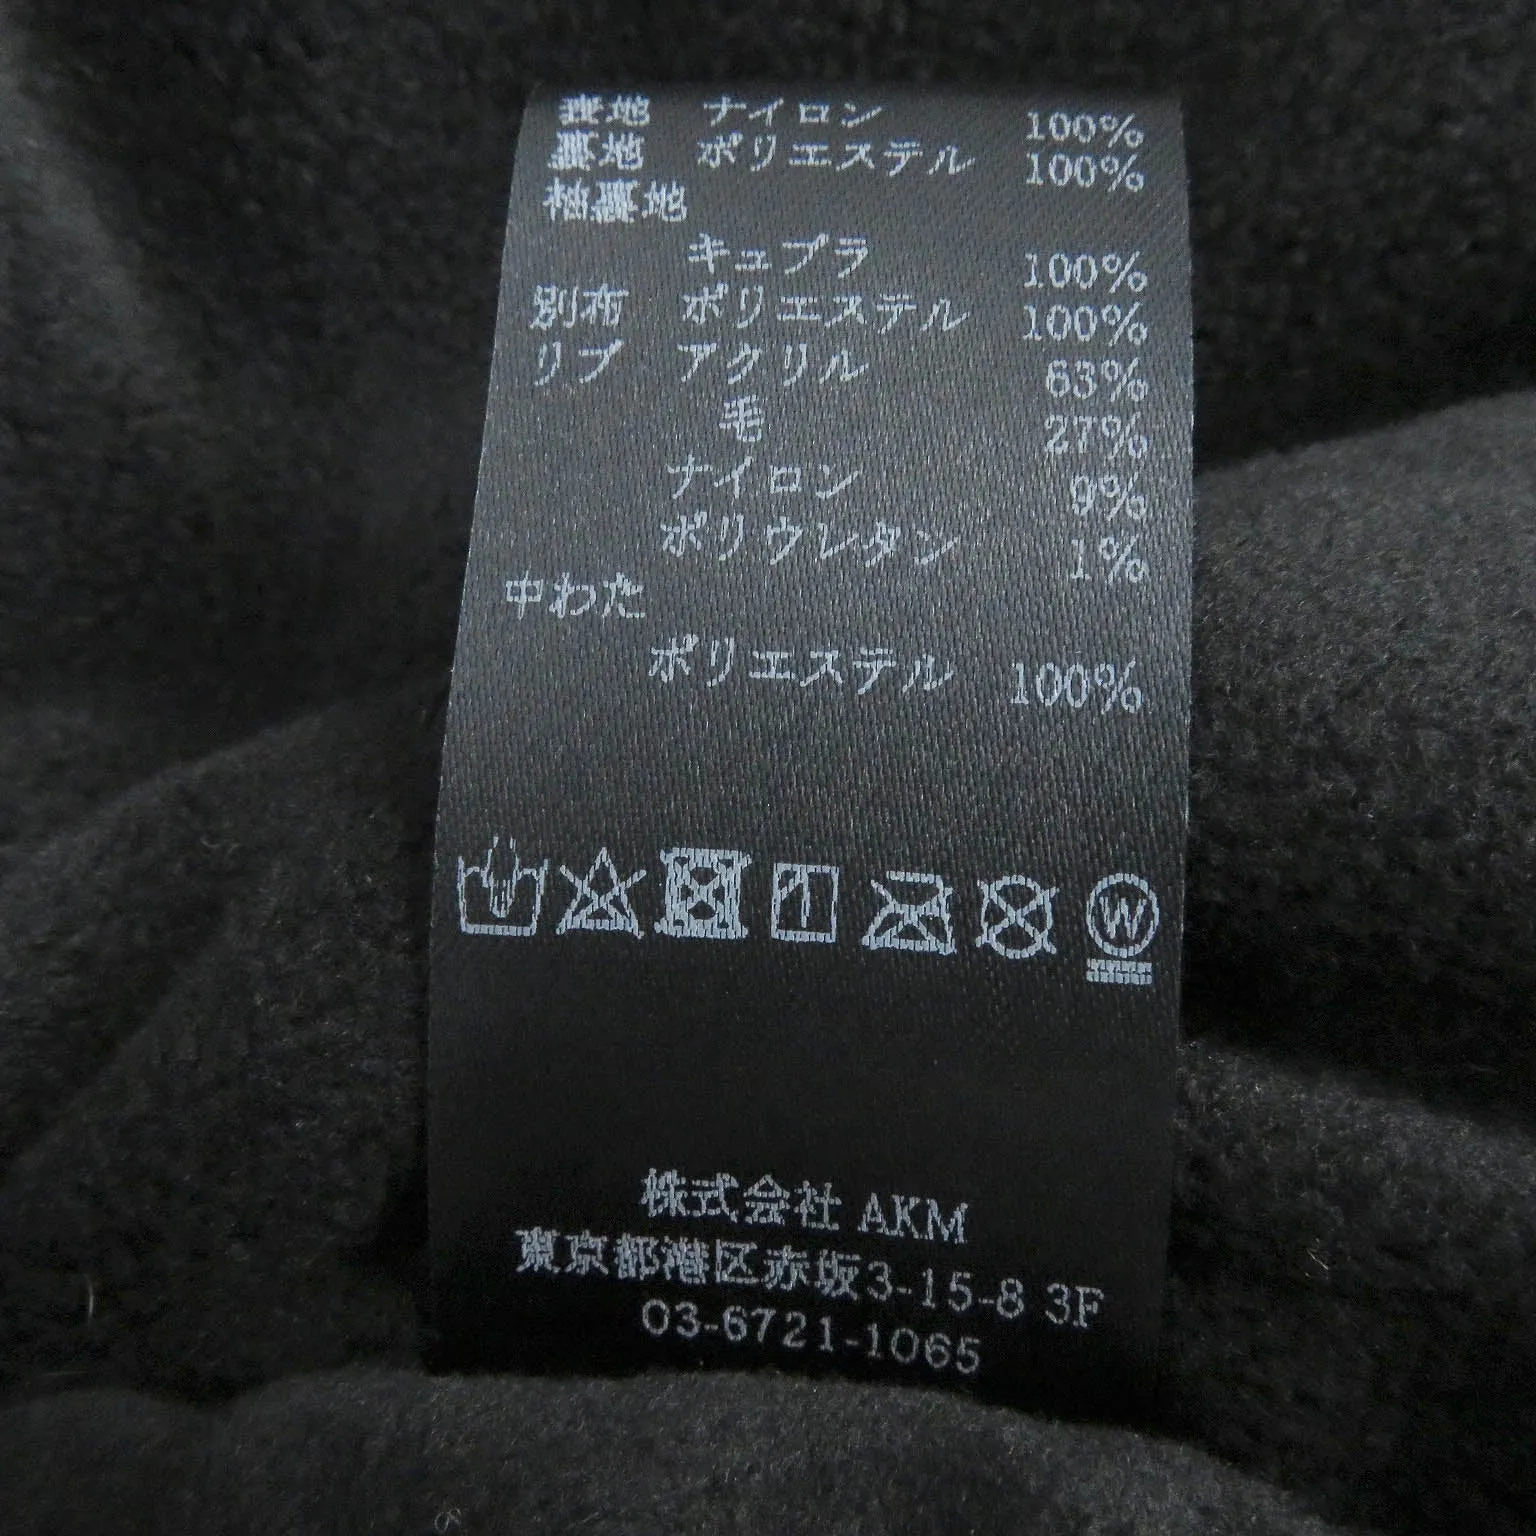 表地 ナイロン 100%
裏地 ポリエステル 100%
袖裏地
キュプラ 100%
別布 ポリエステル 100%
リブ アクリル 63%
毛 27%
ナイロン 9%
ポリウレタン 1%
中わた
ポリエステル 100%
W
株式会社 AKM
東京都港区赤坂3-15-8 3F
03-6721-1065